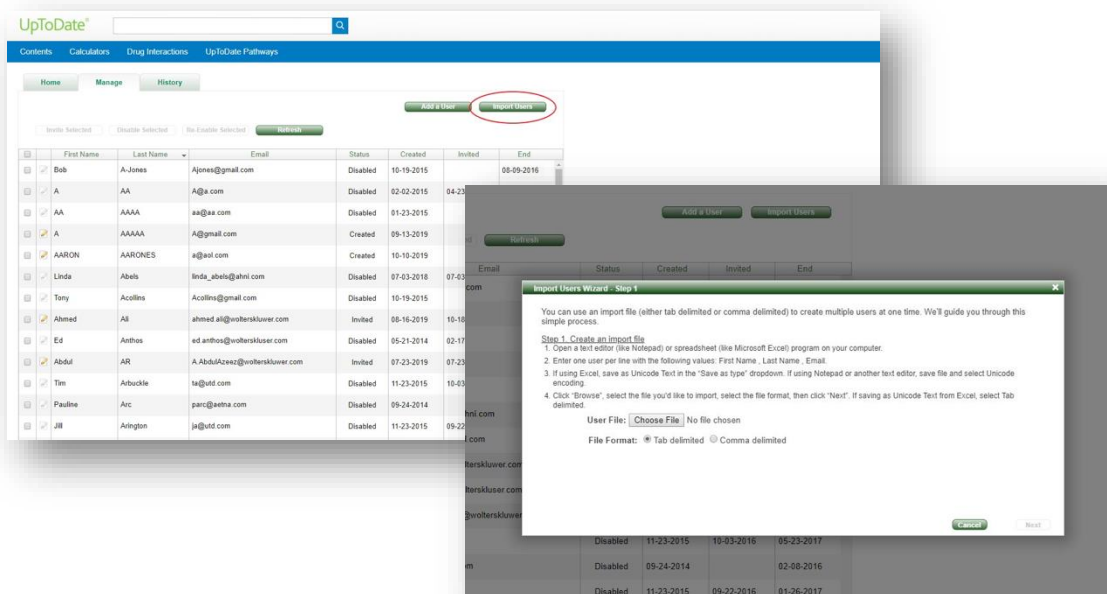 UpToDate®
Contents Calculators Drug Interactions UpToDate Pathways
Home Manage History
Add a User Import Users
Invite Selected Disable Selected Re-Enable Selected Refresh
First Name Last Name Email Status Created Invited End
Bob A-Jones Ajones@gmail.com Disabled 10-19-2015 08-09-2016
A AA A@a.com Disabled 02-02-2015 04-23
AA AAAA aa@aa.com Disabled 01-23-2015
A AAAAA A@gmail.com Created 09-13-2019
AARON AARONES a@aol.com Created 10-10-2019
Linda Abels linda_abels@ahni.com Disabled 07-03-2018 07-03
Tony Acollins Acollins@gmail.com Disabled 10-19-2015
Ahmed Ali ahmed.ali@wolterskluwer.com Invited 08-16-2019 10-18
Ed Anthos ed.anthos@wolterskluwer.com Disabled 05-21-2014 02-17
Abdul AR A.AbdulAzeez@wolterskluwer.com Invited 07-23-2019 07-23
Tim Arbuckle ta@utd.com Disabled 11-23-2015 10-03
Pauline Arc parc@aetna.com Disabled 09-24-2014
Jill Arington ja@utd.com Disabled 11-23-2015 09-22
Add a User Import Users
Refresh
Email Status Created Invited End
com
Import Users Wizard - Step 1
You can use an import file (either tab delimited or comma delimited) to create multiple users at one time. We'll guide you through this
simple process.
Step 1. Create an import file
1. Open a text editor (like Notepad) or spreadsheet (like Microsoft Excel) program on your computer.
2. Enter one user per line with the following values: First Name , Last Name , Email.
3. If using Excel, save as Unicode Text in the "Save as type" dropdown. If using Notepad or another text editor, save file and select Unicode
encoding.
4. Click "Browse", select the file you'd like to import, select the file format, then click "Next". If saving as Unicode Text from Excel, select Tab
delimited.
User File: Choose File No file chosen
File Format: Tab delimited Comma delimited
hni.com
l.com
lterskluwer.com
olterskluser.com
@wolterskluwer
Cancel Next
Disabled 11-23-2015 10-03-2016 05-23-2017
m Disabled 09-24-2014 02-08-2016
Disabled 11-23-2015 09-22-2016 01-26-2017